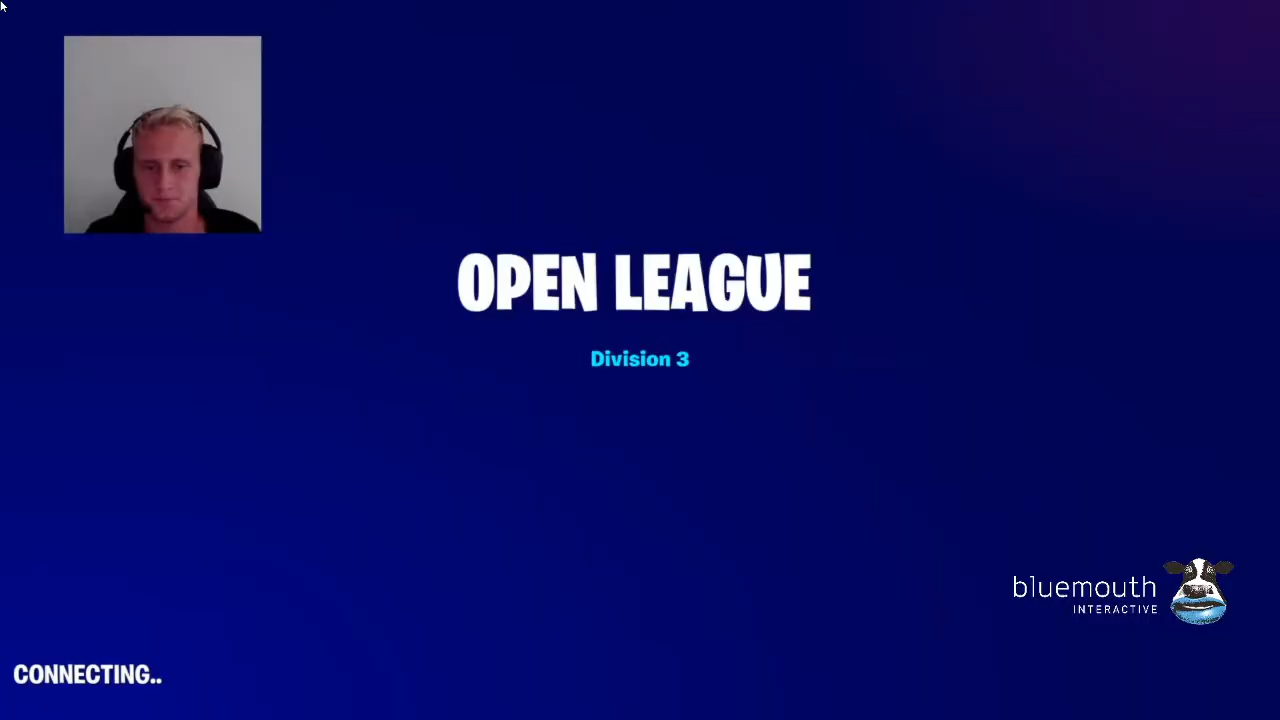 OPEN LEAGUE
Division 3
bluemouth
INTERACTIVE
CONNECTING..